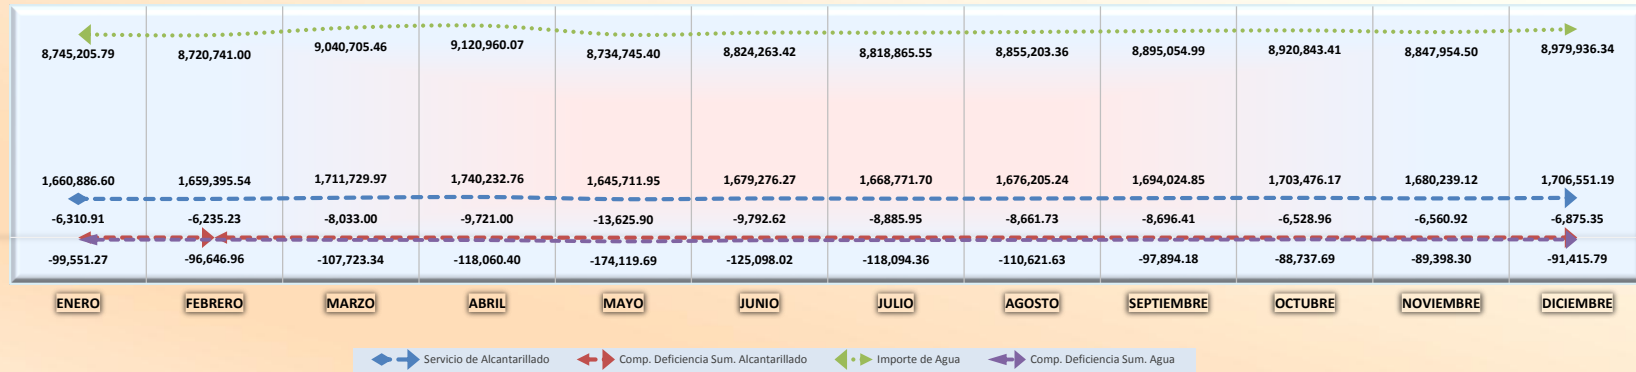 8,745,205.79 8,720,741.00 9,040,705.46 9,120,960.07 8,734,745.40 8,824,263.42 8,818,865.55 8,855,203.36 8,895,054.99 8,920,843.41 8,847,954.50 8,979,936.34
1,660,886.60 1,659,395.54 1,711,729.97 1,740,232.76 1,645,711.95 1,679,276.27 1,668,771.70 1,676,205.24 1,694,024.85 1,703,476.17 1,680,239.12 1,706,551.19
-6,310.91 -6,235.23 -8,033.00 -9,721.00 -13,625.90 -9,792.62 -8,885.95 -8,661.73 -8,696.41 -6,528.96 -6,560.92 -6,875.35
-99,551.27 -96,646.96 -107,723.34 -118,060.40 -174,119.69 -125,098.02 -118,094.36 -110,621.63 -97,894.18 -88,737.69 -89,398.30 -91,415.79
ENERO FEBRERO MARZO ABRIL MAYO JUNIO JULIO AGOSTO SEPTIEMBRE OCTUBRE NOVIEMBRE DICIEMBRE
Servicio de Alcantarillado Comp. Deficiencia Sum. Alcantarillado Importe de Agua Comp. Deficiencia Sum. Agua